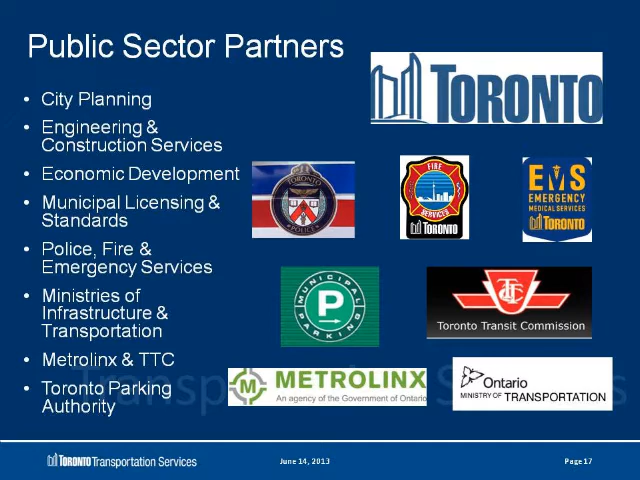 Public Sector Partners
• City Planning
• Engineering &
Construction Services
• Economic Development
• Municipal Licensing &
Standards
• Police, Fire &
Emergency Services
• Ministries of
Infrastructure &
Transportation
• Metrolinx & TTC
• Toronto Parking
Authority
TORONTO
TORONTO
POLICE
FIRE
SERVICES
TORONTO
EMS
EMERGENCY
MEDICAL SERVICES
TORONTO
MUNICIPAL
P
PARKING
TTC
Toronto Transit Commission
METROLINX
An agency of the Government of Ontario
Ontario
MINISTRY OF TRANSPORTATION
TORONTO Transportation Services
June 14, 2013
Page 17